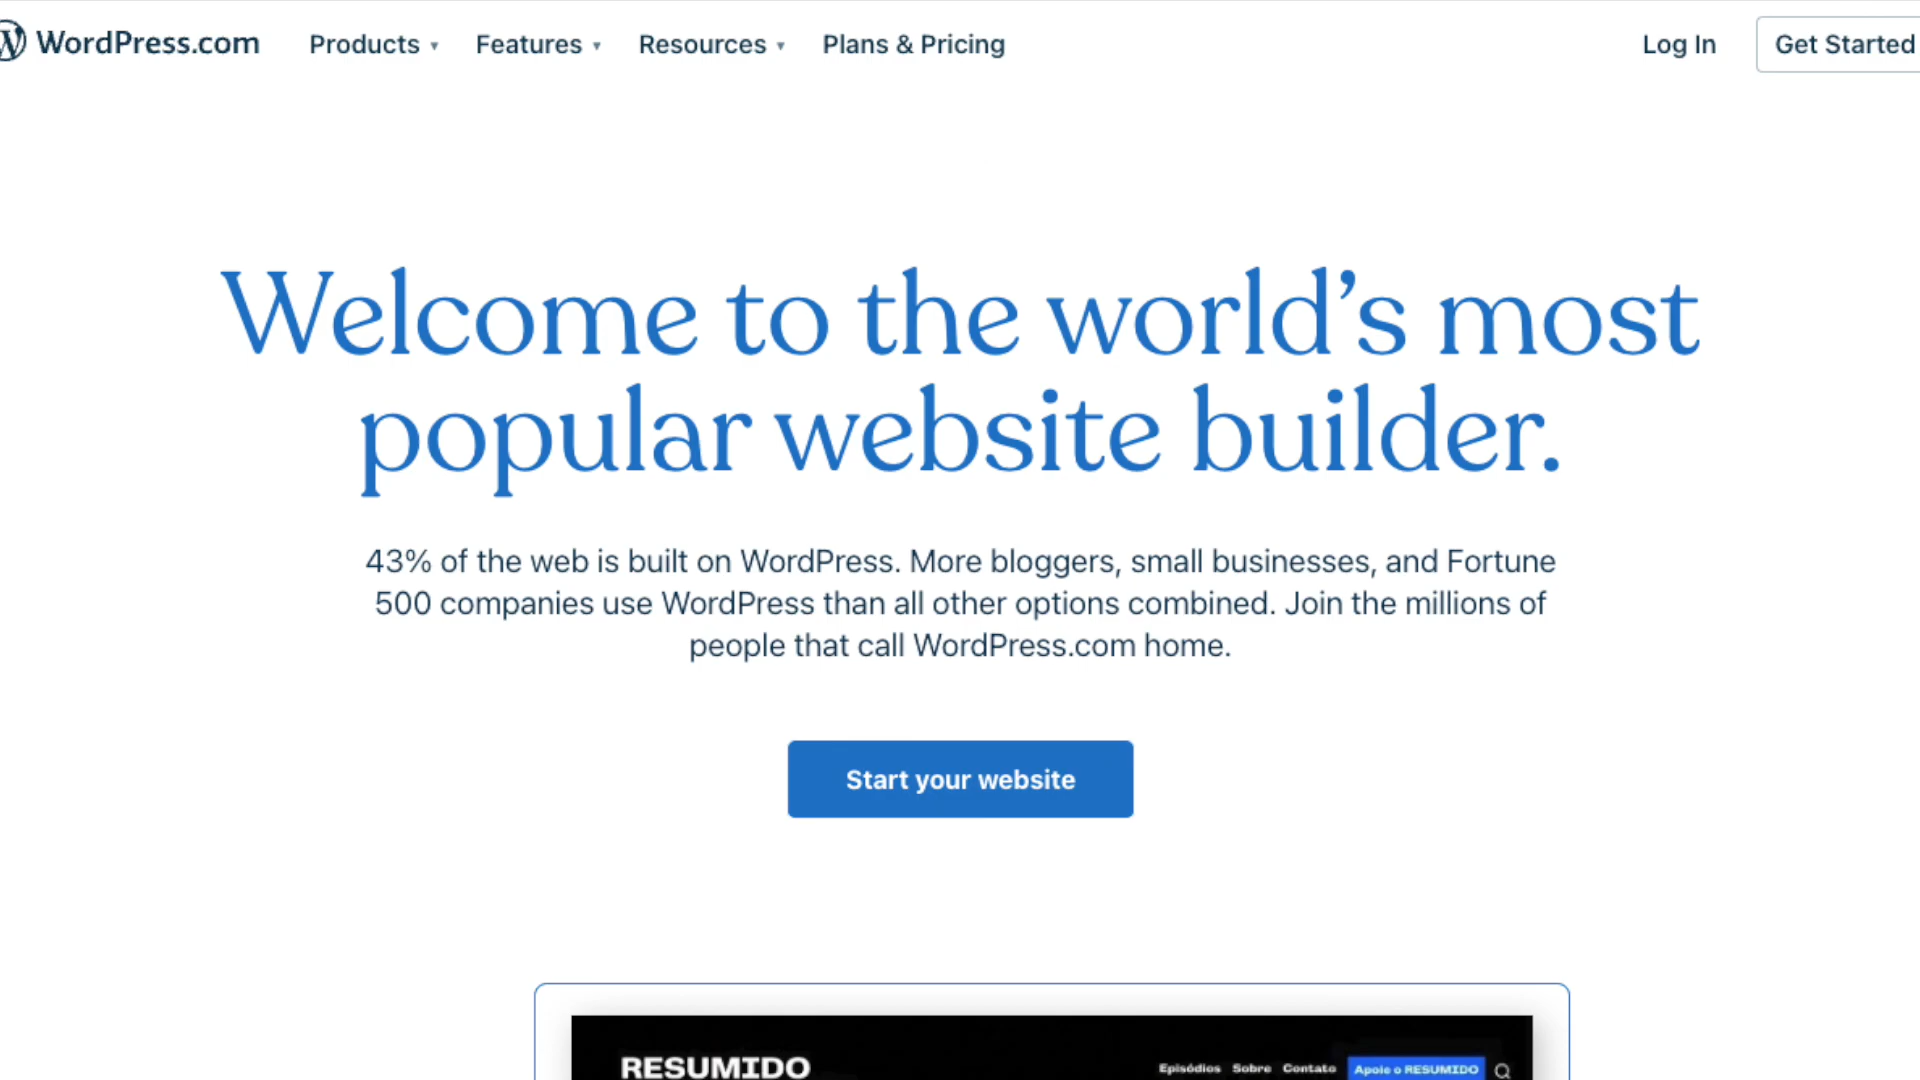 WordPress.com Products Features Resources Plans & Pricing Log In Get Started
Welcome to the world’s most
popular website builder.
43% of the web is built on WordPress. More bloggers, small businesses, and Fortune
500 companies use WordPress than all other options combined. Join the millions of
people that call WordPress.com home.
Start your website
RESUMIDO Episódios Sobre Contato Apoie o RESUMIDO